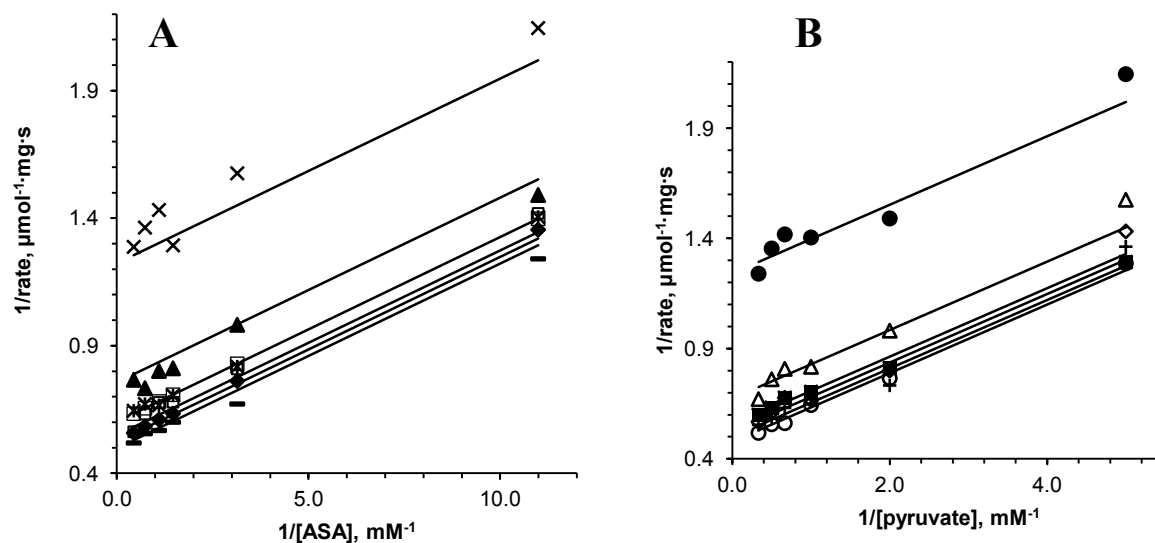 A
1/rate, µmol⁻¹·mg·s
1.9
1.4
0.9
0.4
0.0
5.0
10.0
1/[ASA], mM⁻¹
B
1/rate, µmol⁻¹·mg·s
1.9
1.4
0.9
0.4
0.0
2.0
4.0
1/[pyruvate], mM⁻¹